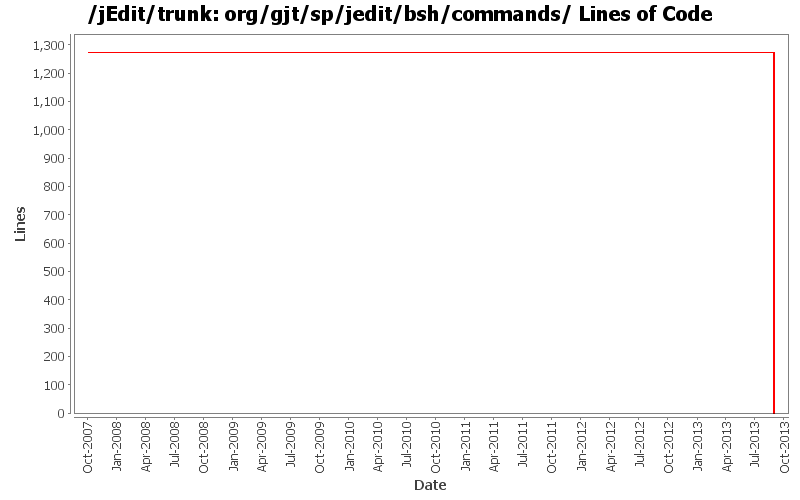 /jEdit/trunk: org/gjt/sp/jedit/bsh/commands/ Lines of Code
Lines
1,300
1,200
1,100
1,000
900
800
700
600
500
400
300
200
100
0
Oct-2007
Jan-2008
Apr-2008
Jul-2008
Oct-2008
Jan-2009
Apr-2009
Jul-2009
Oct-2009
Jan-2010
Apr-2010
Jul-2010
Oct-2010
Jan-2011
Apr-2011
Jul-2011
Oct-2011
Jan-2012
Apr-2012
Jul-2012
Oct-2012
Jan-2013
Apr-2013
Jul-2013
Oct-2013
Date